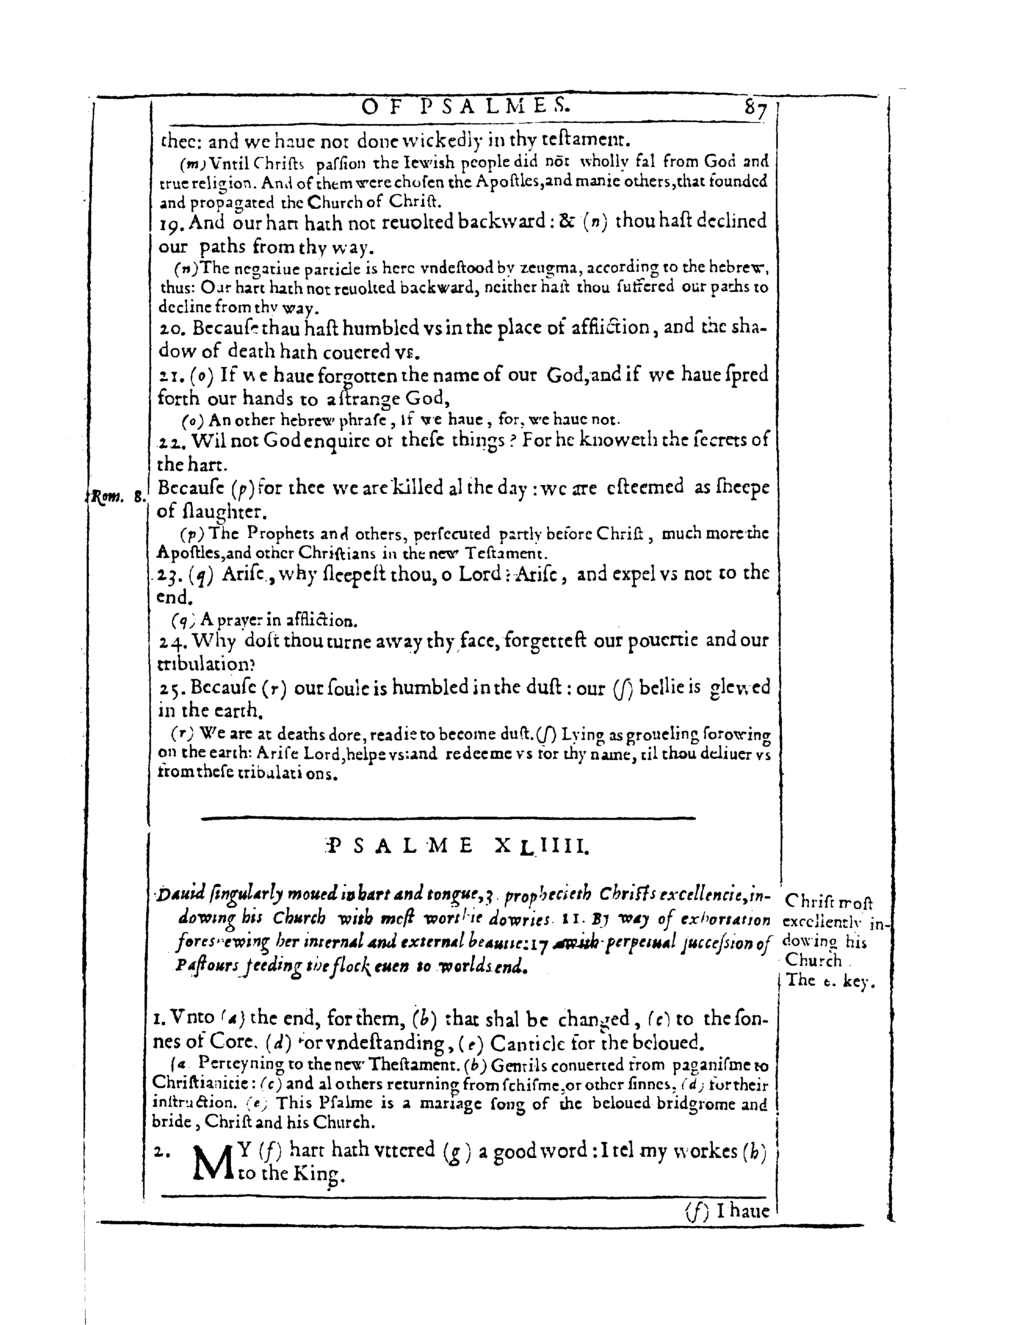 OF PSALMES. 87
thee: and we haue not done wickedly in thy teſtament.
(m) Vntil Chriſts paſſion the Iewish people did nōt wholly fal from God and
true religion. And of them were choſen the Apoſtles, and manie others, that founded
and propagated the Church of Chriſt.
19. And our hart hath not reuolted backward: & (n) thou haſt declined
our paths from thy way.
(n) The negatiue particle is here vndeſtood by zeugma, according to the hebrew,
thus: Our hart hath not reuolted backward, neither haſt thou ſuffered our paths to
decline from thy way.
20. Becauſe thau haſt humbled vs in the place of affliction, and the sha-
dow of death hath couered vs.
21. (o) If we haue forgotten the name of our God, and if we haue ſpred
forth our hands to a ſtrange God,
(o) An other hebrew phraſe, if we haue, for, we haue not.
22. Wil not God enquire of theſe things? For he knoweth the ſecrets of
the hart.
Rom. 8. Becauſe (p) for thee we are killed al the day: we are eſteemed as ſheepe
of ſlaughter.
(p) The Prophets and others, perſecuted partly before Chriſt, much more the
Apoſtles, and other Chriſtians in the new Teſtament.
23. (q) Ariſe, why ſleepeſt thou, o Lord? Ariſe, and expel vs not to the
end.
(q) A prayer in affliction.
24. Why doſt thou turne away thy face, forgetteſt our pouertie and our
tribulation?
25. Becauſe (r) our ſoule is humbled in the duſt: our (ſ) bellie is glewed
in the earth.
(r) We are at deaths dore, readie to become duſt. (ſ) Lying as groueling ſorowing
on the earth: Ariſe Lord, helpe vs: and redeeme vs for thy name, til thou deliuer vs
from theſe tribulations.
PSALME XLIIII.
Dauid ſingularly moued in hart and tongue, 3. propheciecth Chriſts excellencie, in-
dowing his Church with moſt worthie dowries. 11. By way of exhortation
foreshewing her internal and external beautie: 17 with perpetual ſucceſsion of
Paſtours feeding the flock euen to worlds end.
Chriſt moſt
excellently in-
dowing his
Church.
The 6. key.
1. Vnto (a) the end, for them, (b) that shal be changed, (c) to the ſon-
nes of Core, (d) for vndeſtanding, (e) Canticle for the beloued.
(a Perteyning to the new Theſtament. (b) Gentils conuerted from paganiſme to
Chriſtianitie: (c) and al others returning from ſchiſme, or other ſinnes, (d) for their
inſtruction. (e) This Pſalme is a mariage ſong of the beloued bridgrome and
bride, Chriſt and his Church.
2. MY (f) hart hath vttered (g) a good word: I tel my workes (h)
to the King.
(f) I haue